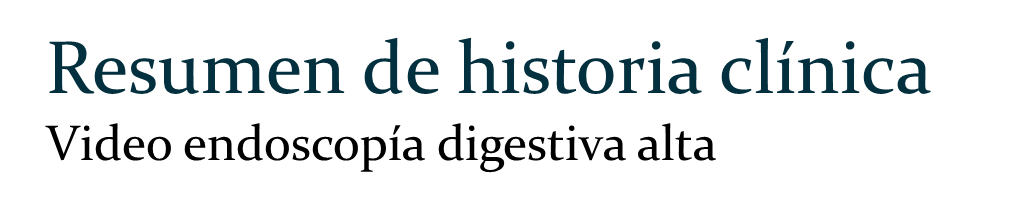 Resumen de historia clínica
Video endoscopía digestiva alta